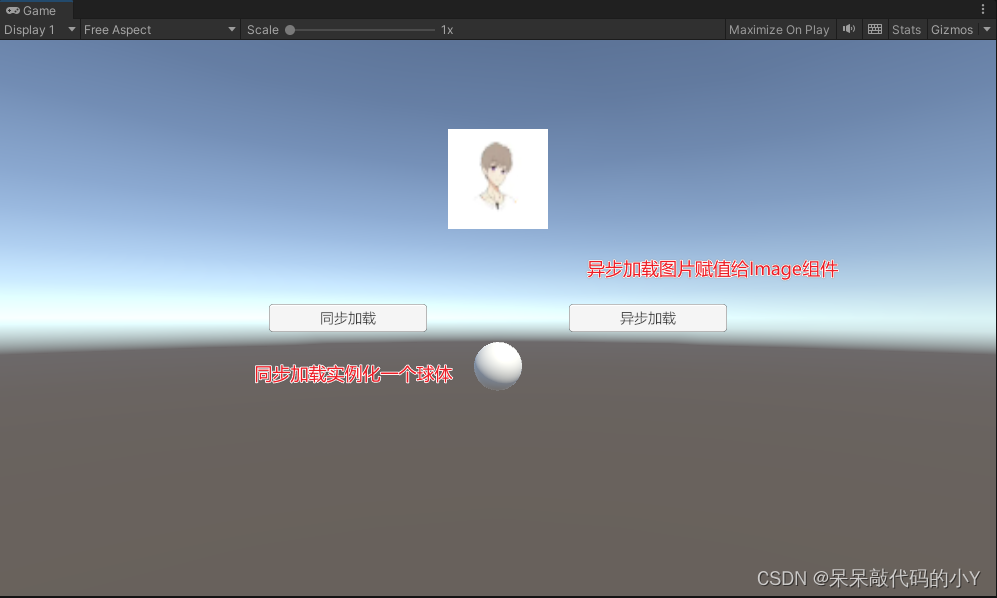 Game
Display 1 Free Aspect Scale 1x Maximize On Play Stats Gizmos
异步加载图片赋值给Image组件
同步加载 异步加载
同步加载实例化一个球体
CSDN @呆呆敲代码的小Y